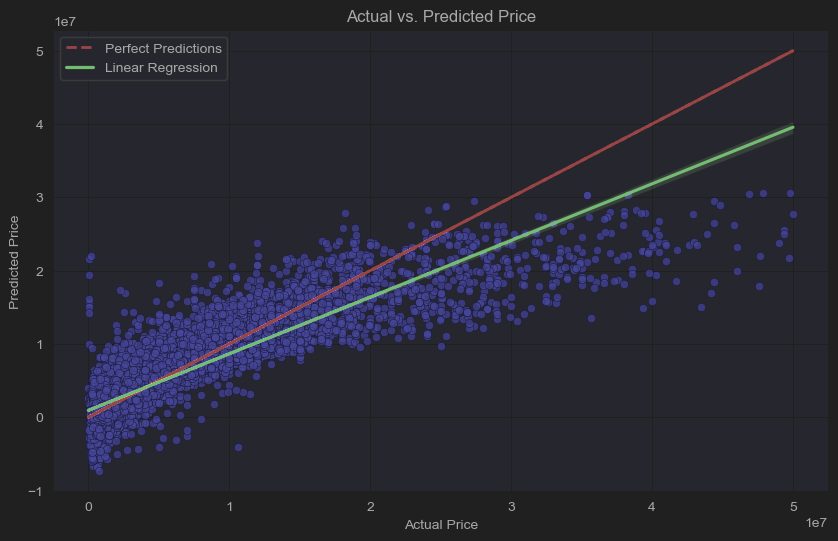 Actual vs. Predicted Price
1e7
Perfect Predictions
Linear Regression
5
4
3
2
1
0
−1
Predicted Price
0
1
2
3
4
5
1e7
Actual Price